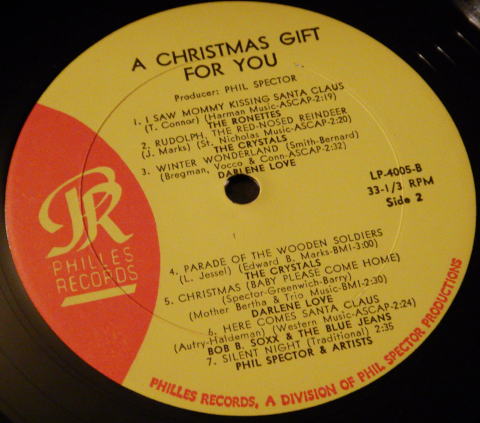 A CHRISTMAS GIFT
FOR YOU
Producer: PHIL SPECTOR
1. I SAW MOMMY KISSING SANTA CLAUS
(T. Connor) (Harman Music-ASCAP-2:19)
THE RONETTES
2. RUDOLPH, THE RED-NOSED REINDEER
(J. Marks) (St. Nicholas Music-ASCAP-2:20)
THE CRYSTALS
3. WINTER WONDERLAND (Smith-Bernard)
(Bregman, Vocco & Conn-ASCAP-2:32)
DARLENE LOVE
LP-4005-B
33-1/3 RPM
Side 2
PR
PHILLES
RECORDS
4. PARADE OF THE WOODEN SOLDIERS
(L. Jessel) (Edward B. Marks-BMI-3:00)
THE CRYSTALS
5. CHRISTMAS (BABY PLEASE COME HOME)
(Spector-Greenwich-Barry)
(Mother Bertha & Trio Music-BMI-2:30)
DARLENE LOVE
6. HERE COMES SANTA CLAUS
(Autry-Haldeman) (Western Music-ASCAP-2:24)
BOB B. SOXX & THE BLUE JEANS
7. SILENT NIGHT (Traditional) 2:35
PHIL SPECTOR & ARTISTS
PHILLES RECORDS, A DIVISION OF PHIL SPECTOR PRODUCTIONS